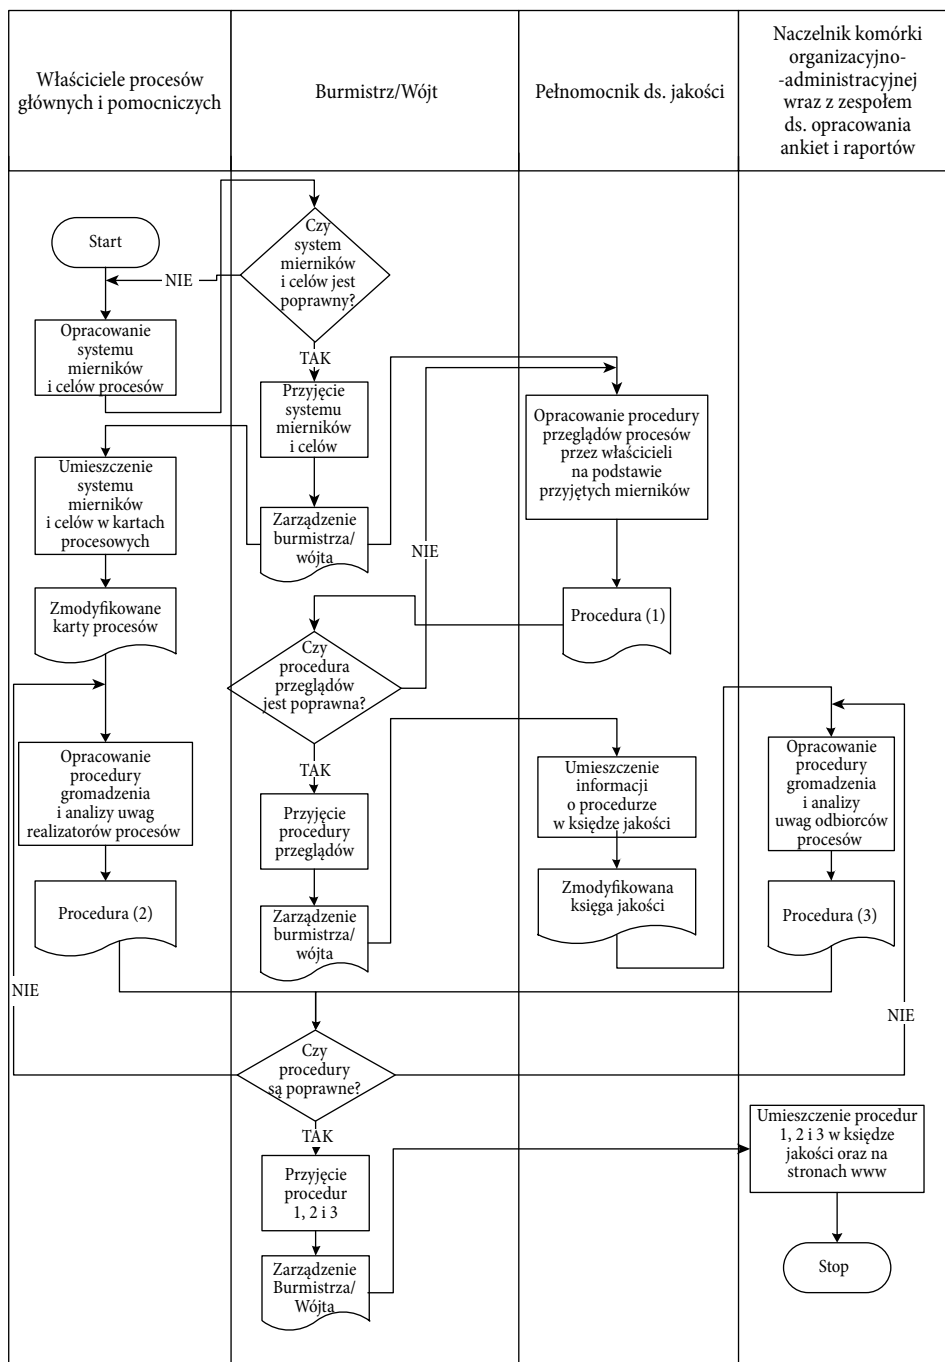 Właściciele procesów
głównych i pomocniczych
Burmistrz/Wójt
Pełnomocnik ds. jakości
Naczelnik komórki
organizacyjno-
-administracyjnej
wraz z zespołem
ds. opracowania
ankiet i raportów
Start
Czy
system
mierników
i celów jest
poprawny?
NIE
Opracowanie
systemu
mierników
i celów procesów
TAK
Przyjęcie
systemu
mierników
i celów
Opracowanie procedury
przeglądów procesów
przez właścicieli
na podstawie
przyjętych mierników
Umieszczenie
systemu
mierników
i celów w kartach
procesowych
Zarządzenie
burmistrza/
wójta
NIE
Zmodyfikowane
karty procesów
Procedura (1)
Czy
procedura
przeglądów
jest poprawna?
Opracowanie
procedury
gromadzenia
i analizy uwag
realizatorów procesów
TAK
Przyjęcie
procedury
przeglądów
Umieszczenie
informacji
o procedurze
w księdze jakości
Opracowanie
procedury
gromadzenia
i analizy
uwag odbiorców
procesów
Procedura (2)
Zarządzenie
burmistrza/
wójta
Zmodyfikowana
księga jakości
Procedura (3)
NIE
NIE
Czy
procedury
są poprawne?
TAK
Przyjęcie
procedur
1, 2 i 3
Umieszczenie procedur
1, 2 i 3 w księdze
jakości oraz na
stronach www
Zarządzenie
Burmistrza/
Wójta
Stop